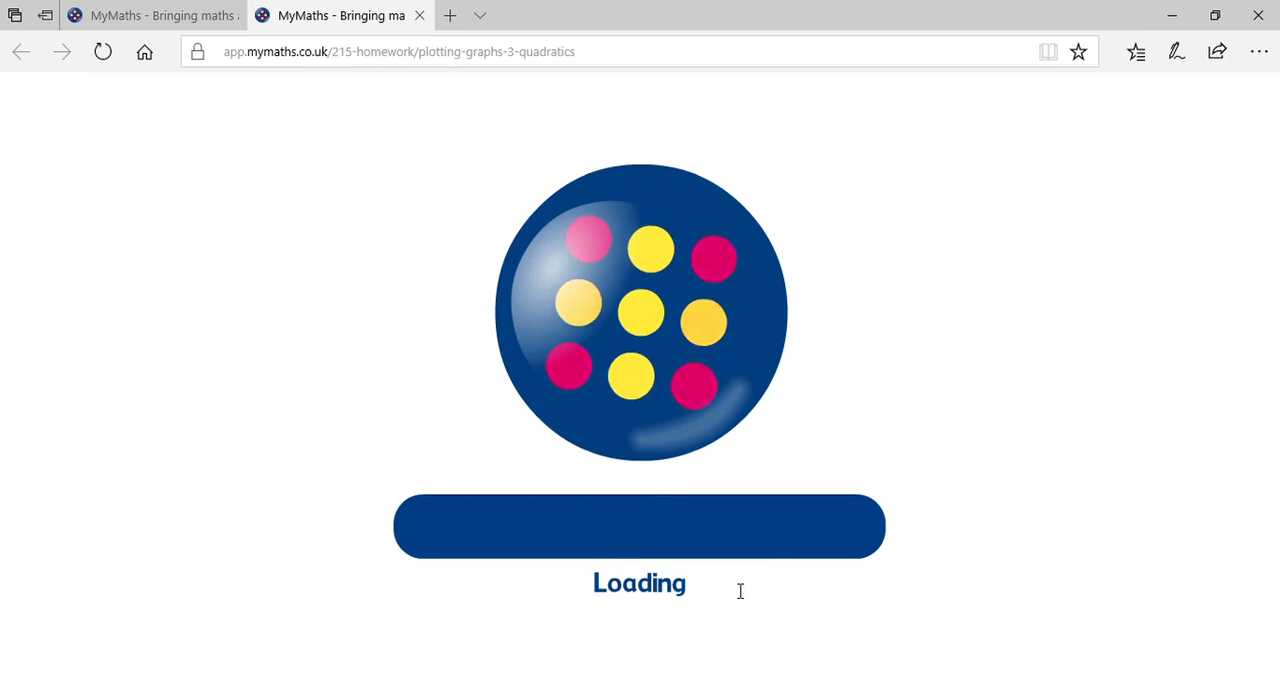 MyMaths - Bringing maths
MyMaths - Bringing ma
app.mymaths.co.uk/215-homework/plotting-graphs-3-quadratics
Loading